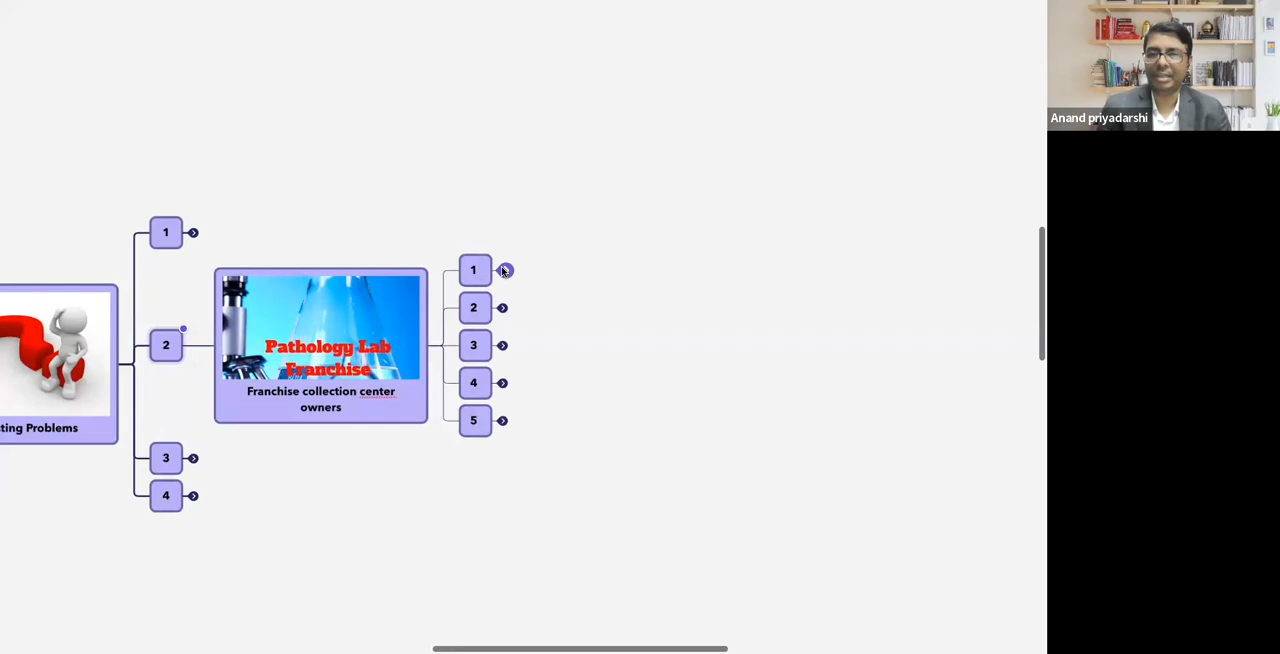 Anand priyadarshi
1
1
2
3
2
Pathology Lab
Franchise
4
Franchise collection center
owners
5
ting Problems
3
4